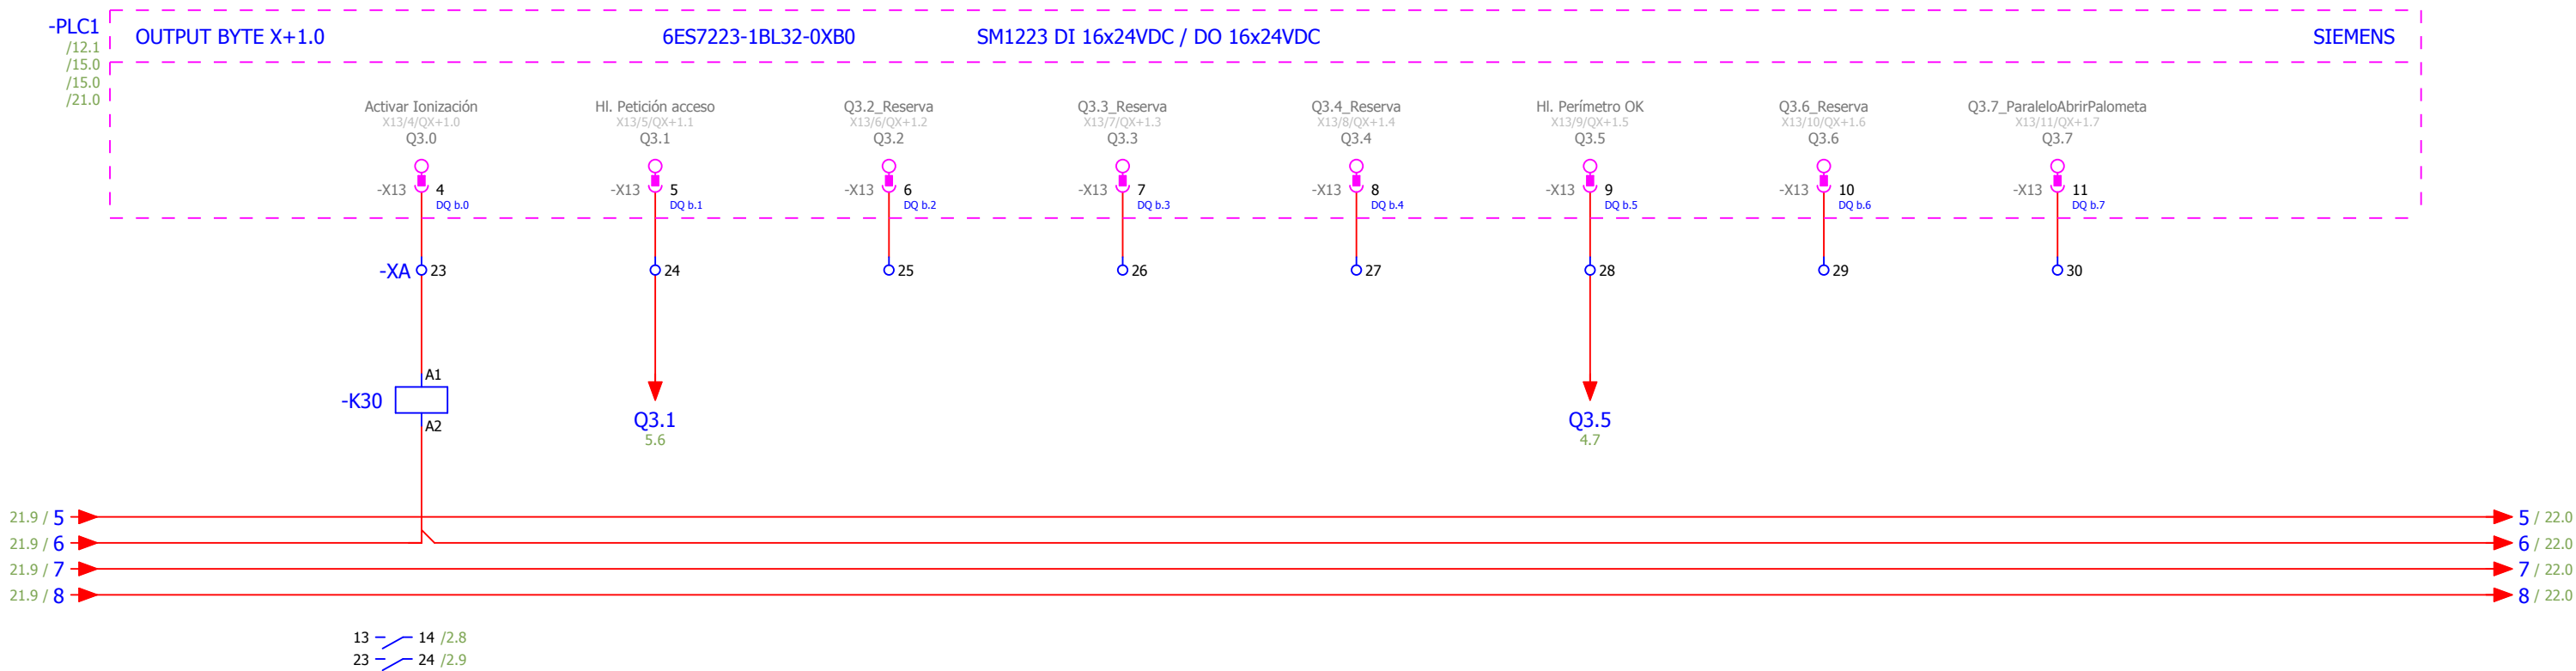 -PLC1
/12.1
/15.0
/15.0
/21.0
OUTPUT BYTE X+1.0 6ES7223-1BL32-0XB0 SM1223 DI 16x24VDC / DO 16x24VDC SIEMENS
Activar Ionización Hl. Petición acceso Q3.2_Reserva Q3.3_Reserva Q3.4_Reserva Hl. Perímetro OK Q3.6_Reserva Q3.7_ParaleloAbrirPalometa
X13/4/QX+1.0 X13/5/QX+1.1 X13/6/QX+1.2 X13/7/QX+1.3 X13/8/QX+1.4 X13/9/QX+1.5 X13/10/QX+1.6 X13/11/QX+1.7
Q3.0 Q3.1 Q3.2 Q3.3 Q3.4 Q3.5 Q3.6 Q3.7
-X13 4 -X13 5 -X13 6 -X13 7 -X13 8 -X13 9 -X13 10 -X13 11
DQ b.0 DQ b.1 DQ b.2 DQ b.3 DQ b.4 DQ b.5 DQ b.6 DQ b.7
-XA 23 24 25 26 27 28 29 30
A1
-K30
A2
Q3.1 Q3.5
5.6 4.7
21.9 / 5 5 / 22.0
21.9 / 6 6 / 22.0
21.9 / 7 7 / 22.0
21.9 / 8 8 / 22.0
13 14 /2.8
23 24 /2.9